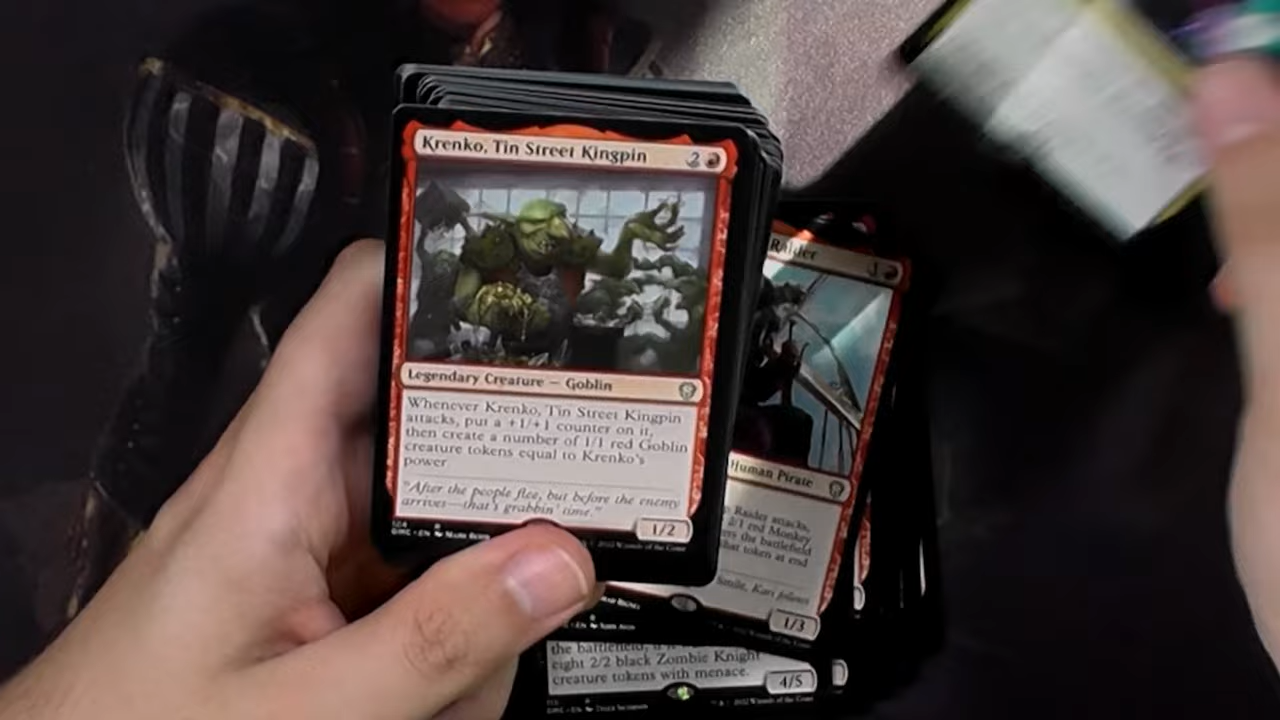 Krenko, Tin Street Kingpin 2
Legendary Creature — Goblin
Whenever Krenko, Tin Street Kingpin
attacks, put a +1/+1 counter on it,
then create a number of 1/1 red Goblin
creature tokens equal to Krenko's
power.
"After the people flee, but before the enemy
arrives—that's grabbin' time."
1/2
Raider 1
Human Pirate
Raider attacks,
2/1 red Monkey
the battlefield
that token at end
Smile, Kari follows
1/3
the battlefield,
eight 2/2 black Zombie Knight
creature tokens with menace.
4/5